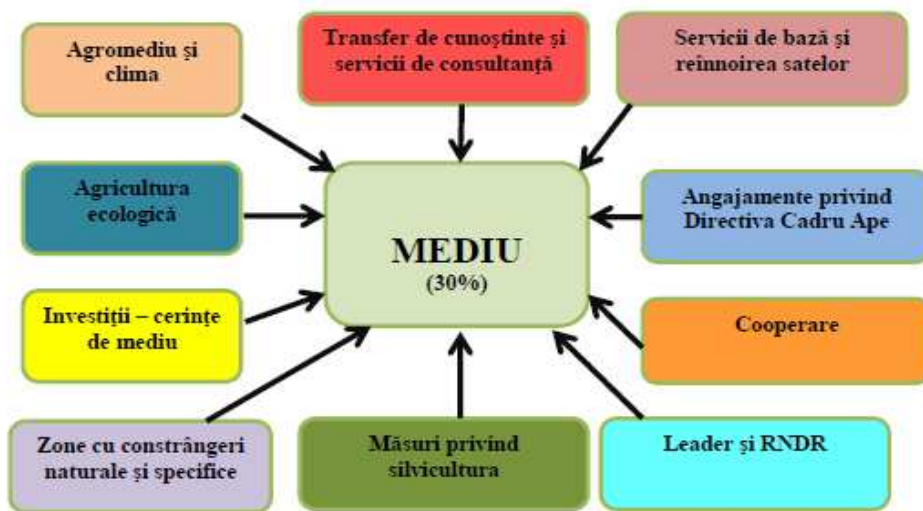 Agromediu și
clima
Transfer de cunoștinte și
servicii de consultanță
Servicii de bază și
reînnoirea satelor
Agricultura
ecologică
MEDIU
(30%)
Angajamente privind
Directiva Cadru Ape
Investiții – cerințe
de mediu
Cooperare
Zone cu constrângeri
naturale și specifice
Măsuri privind
silvicultura
Leader și RNDR